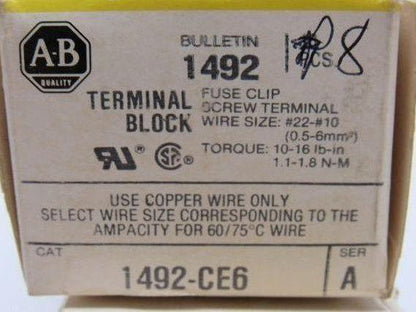 A-B
QUALITY
BULLETIN
1492
8
PCS.
TERMINAL
BLOCK
FUSE CLIP
SCREW TERMINAL
WIRE SIZE: #22-#10
(0.5-6mm²)
TORQUE: 10-16 lb-in
1.1-1.8 N-M
USE COPPER WIRE ONLY
SELECT WIRE SIZE CORRESPONDING TO THE
AMPACITY FOR 60/75°C WIRE
CAT
1492-CE6
SER
A